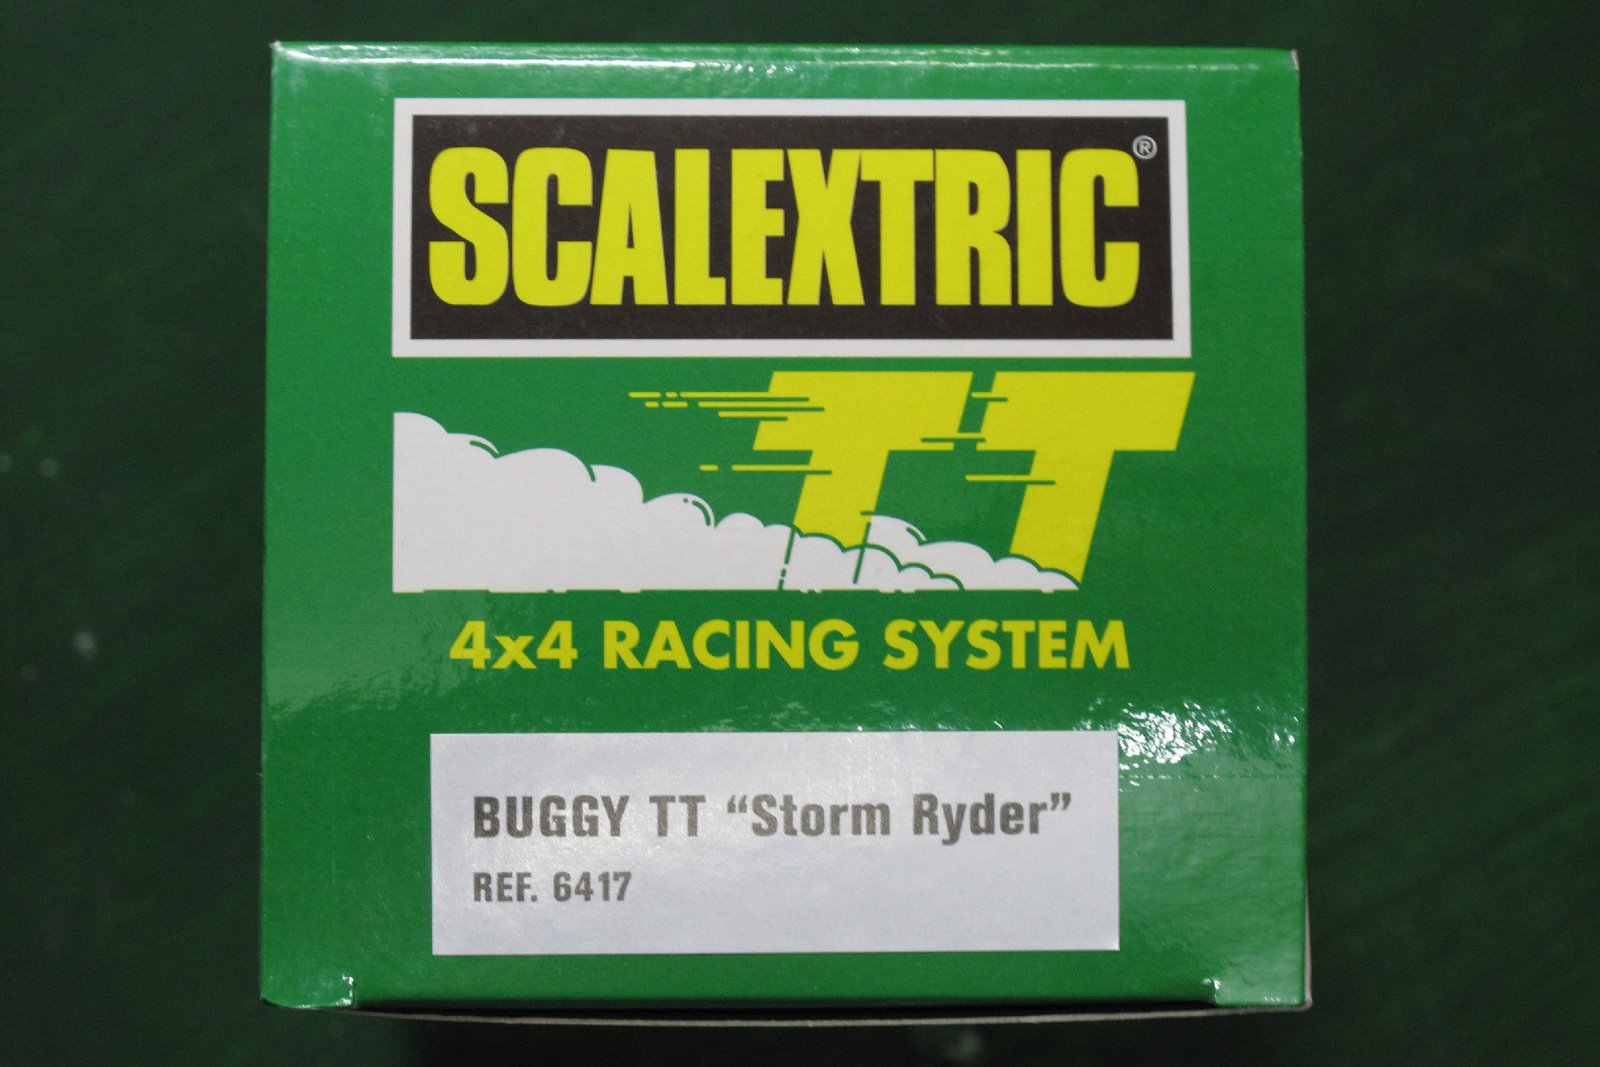 SCALEXTRIC®
TT
4x4 RACING SYSTEM
BUGGY TT “Storm Ryder”
REF. 6417